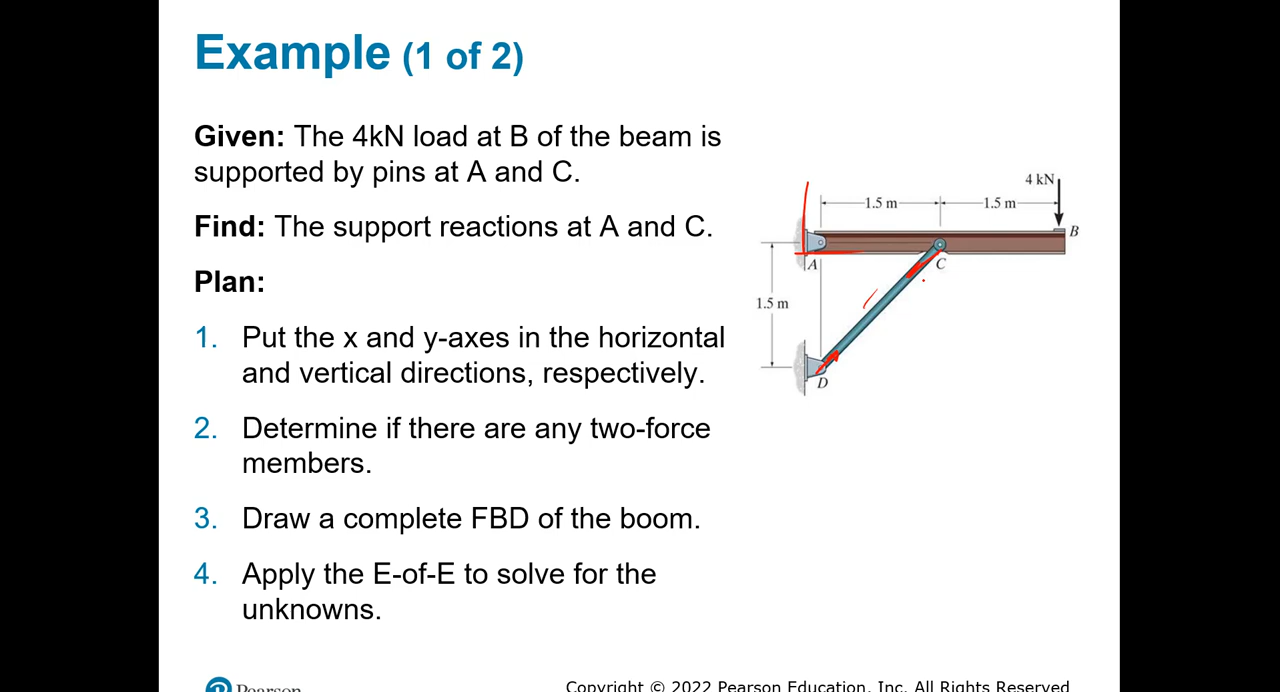 Example (1 of 2)
Given: The 4kN load at B of the beam is
supported by pins at A and C.
Find: The support reactions at A and C.
Plan:
1. Put the x and y-axes in the horizontal
and vertical directions, respectively.
2. Determine if there are any two-force
members.
3. Draw a complete FBD of the boom.
4. Apply the E-of-E to solve for the
unknowns.
4 kN
1.5 m
1.5 m
B
A
C
1.5 m
D
Pearson
Copyright © 2022 Pearson Education, Inc. All Rights Reserved